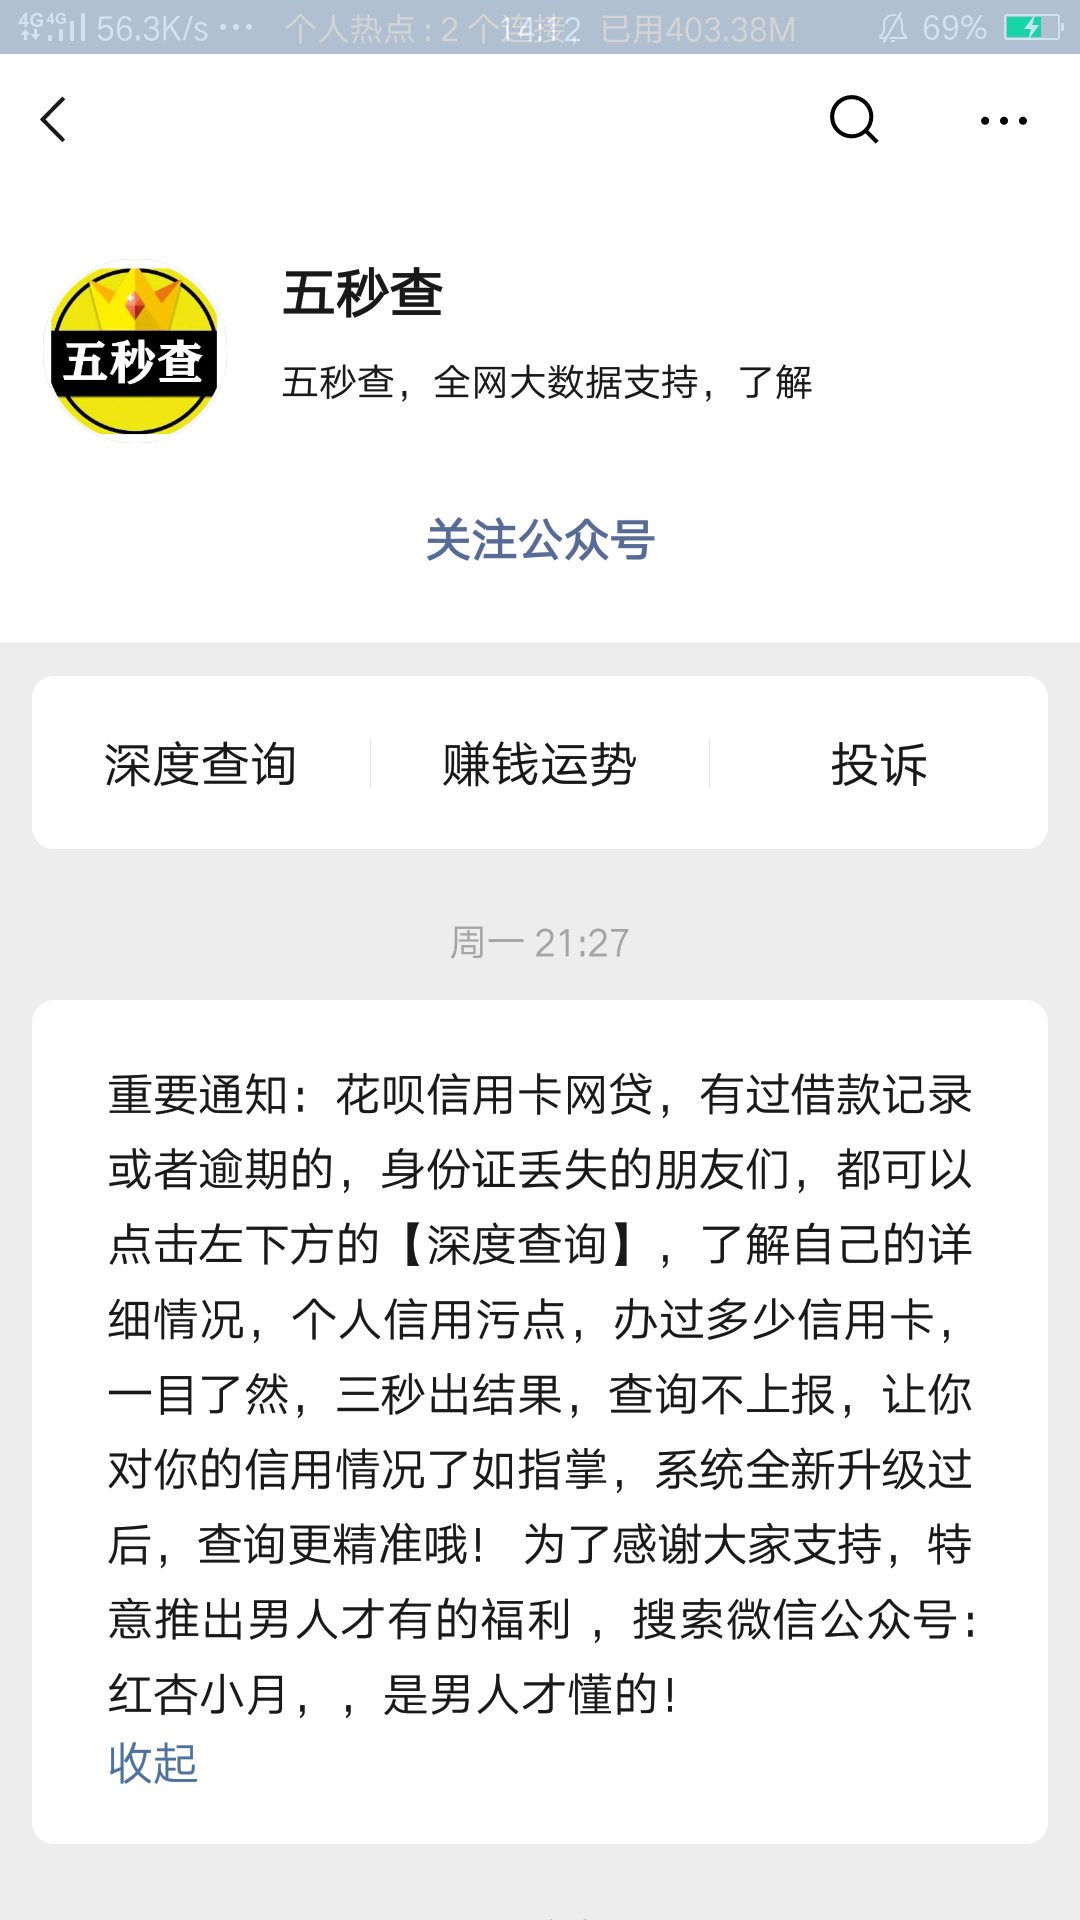 4G 4G 56.3K/s ··· 个人热点：2 个连接，已用403.38M 14:12 69%
五秒查
五秒查
五秒查，全网大数据支持，了解
关注公众号
深度查询 赚钱运势 投诉
周一 21:27
重要通知：花呗信用卡网贷，有过借款记录
或者逾期的，身份证丢失的朋友们，都可以
点击左下方的【深度查询】，了解自己的详
细情况，个人信用污点，办过多少信用卡，
一目了然，三秒出结果，查询不上报，让你
对你的信用情况了如指掌，系统全新升级过
后，查询更精准哦！ 为了感谢大家支持，特
意推出男人才有的福利 ，搜索微信公众号：
红杏小月，，是男人才懂的！
收起